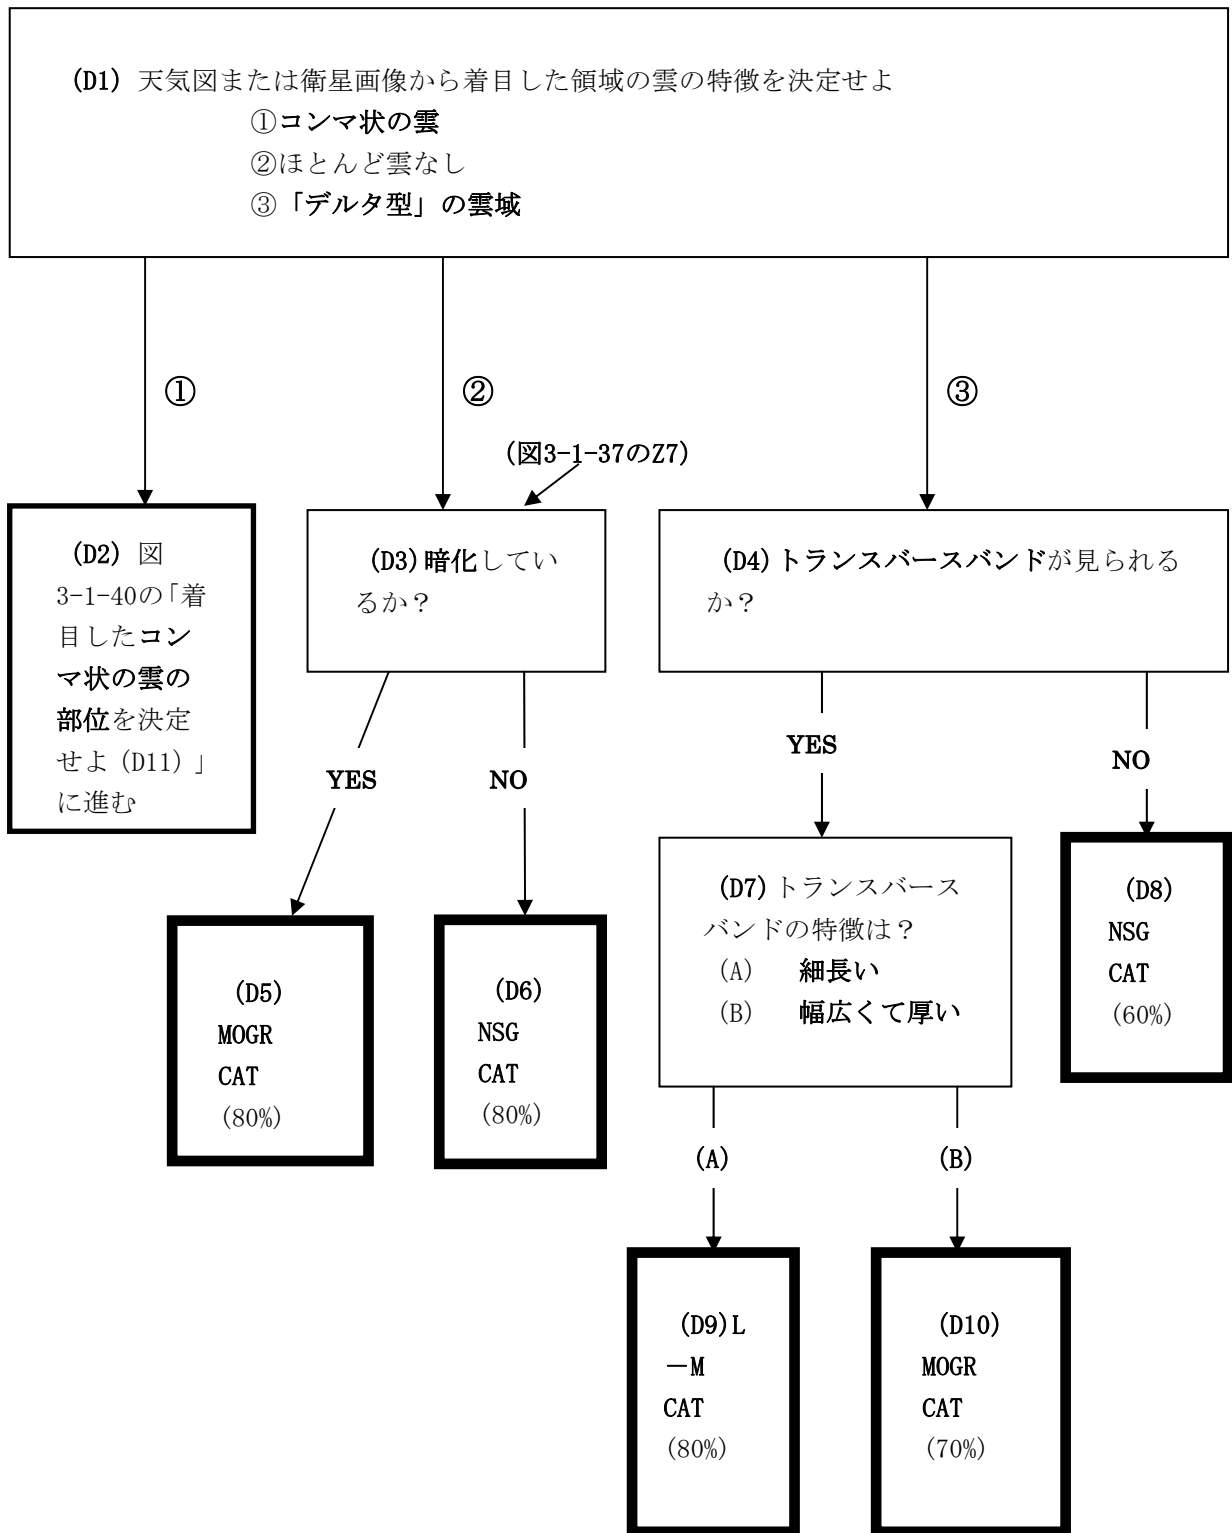 (D1) 天気図または衛星画像から着目した領域の雲の特徴を決定せよ
①コンマ状の雲
②ほとんど雲なし
③「デルタ型」の雲域
①
②
③
(図3-1-37のZ7)
(D2) 図
3-1-40の「着
目したコン
マ状の雲の
部位を決定
せよ (D11) 」
に進む
(D3) 暗化してい
るか？
(D4) トランスバースバンドが見られる
か？
YES
NO
YES
NO
(D5)
MOGR
CAT
(80%)
(D6)
NSG
CAT
(80%)
(D7) トランスバース
バンドの特徴は？
(A) 細長い
(B) 幅広くて厚い
(D8)
NSG
CAT
(60%)
(A)
(B)
(D9) L
－M
CAT
(80%)
(D10)
MOGR
CAT
(70%)